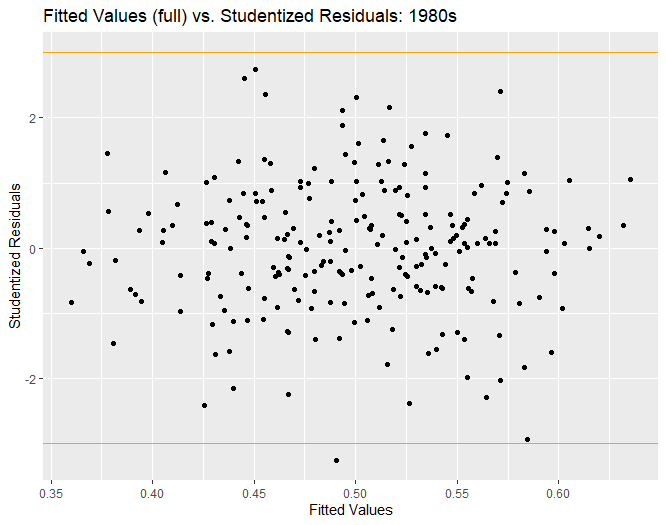 Fitted Values (full) vs. Studentized Residuals: 1980s
Studentized Residuals
2
0
-2
0.35 0.40 0.45 0.50 0.55 0.60
Fitted Values